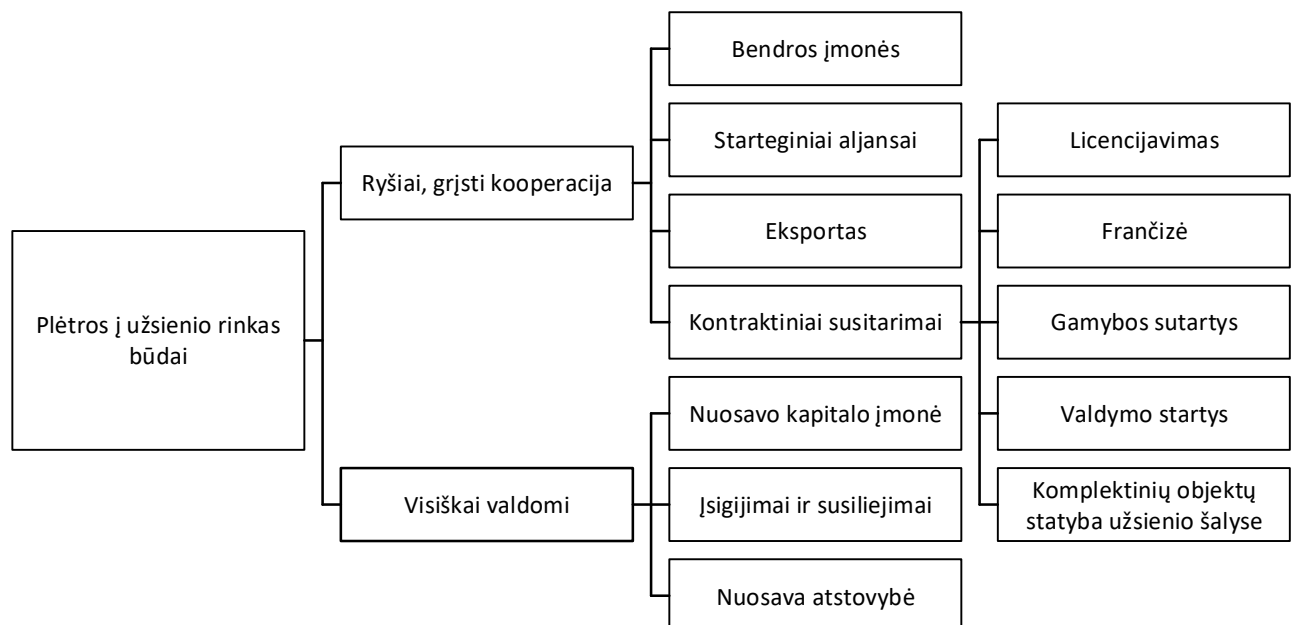 Plėtros į užsienio rinkas
būdai
Ryšiai, grįsti kooperacija
Bendros įmonės
Starteginiai aljansai
Eksportas
Kontraktiniai susitarimai
Licencijavimas
Frančizė
Gamybos sutartys
Valdymo startys
Komplektinių objektų
statyba užsienio šalyse
Visiškai valdomi
Nuosavo kapitalo įmonė
Įsigijimai ir susiliejimai
Nuosava atstovybė